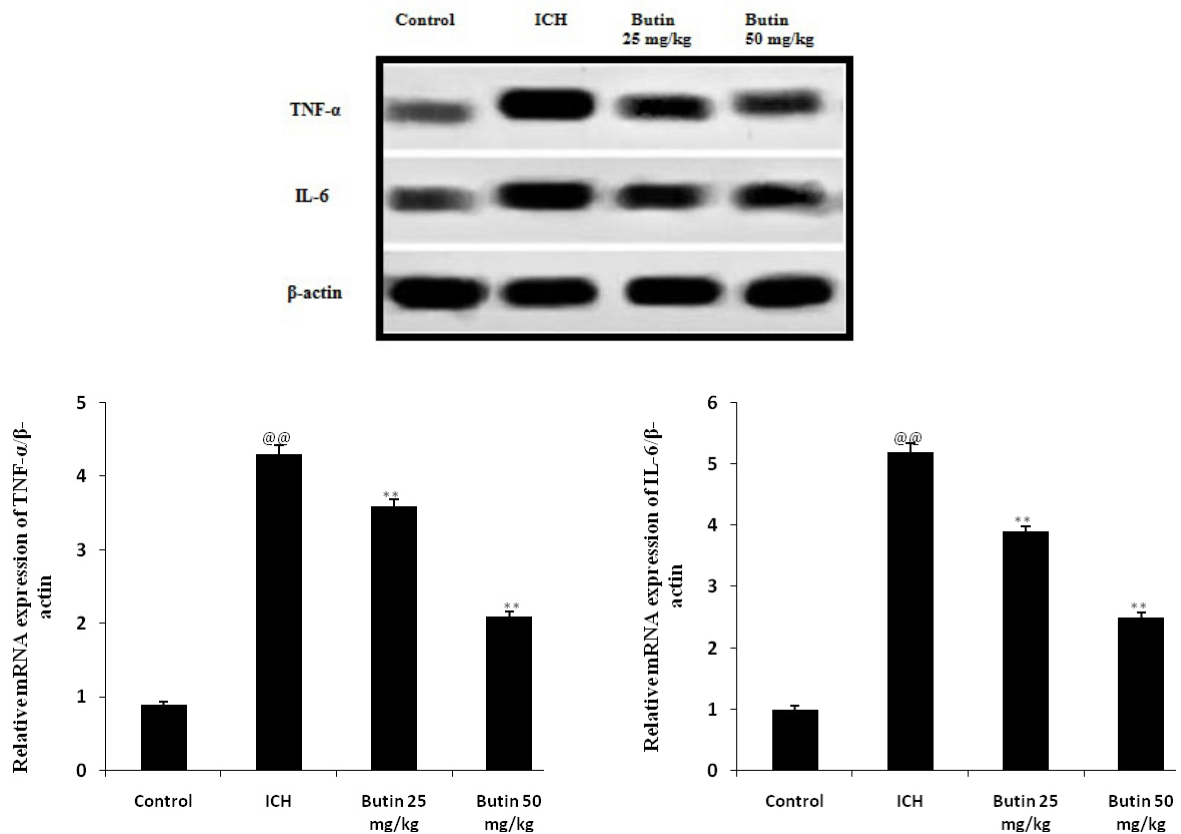 Control ICH Butin Butin
25 mg/kg 50 mg/kg
TNF-α
IL-6
β-actin
Relative mRNA expression of TNF-α/β-
actin
5
4
3
2
1
0
@@
**
**
Control ICH Butin 25 Butin 50
mg/kg mg/kg
Relative mRNA expression of IL-6/β-
actin
6
5
4
3
2
1
0
@@
**
**
Control ICH Butin 25 Butin 50
mg/kg mg/kg